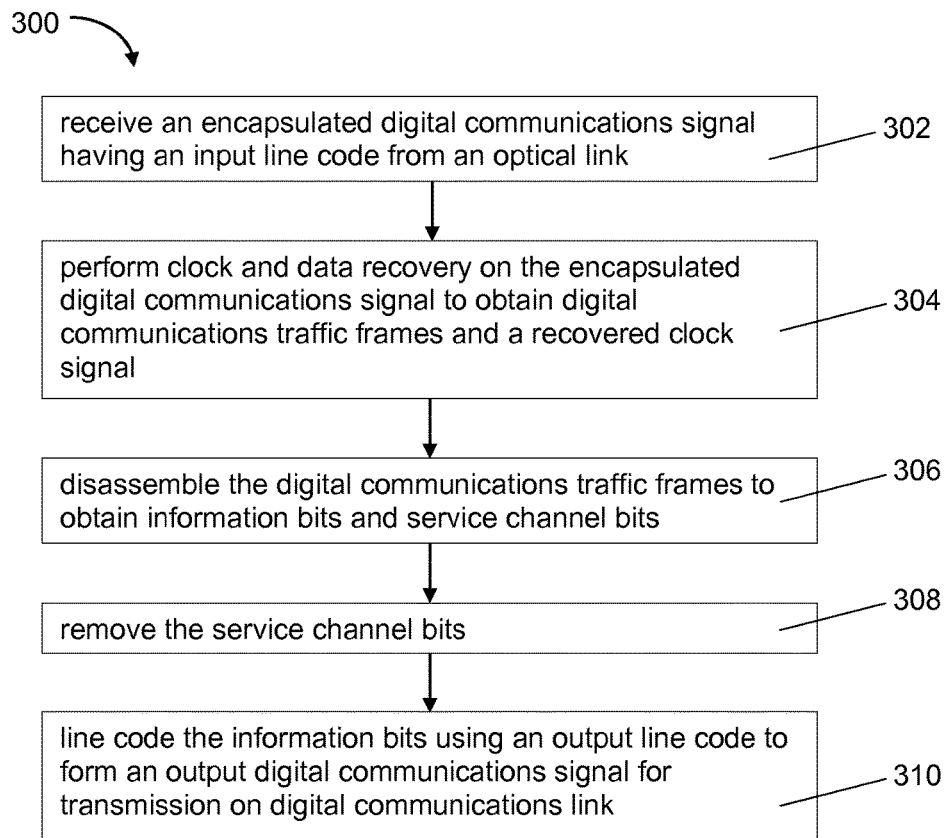 300
receive an encapsulated digital communications signal
having an input line code from an optical link
302
perform clock and data recovery on the encapsulated
digital communications signal to obtain digital
communications traffic frames and a recovered clock
signal
304
disassemble the digital communications traffic frames to
obtain information bits and service channel bits
306
remove the service channel bits
308
line code the information bits using an output line code to
form an output digital communications signal for
transmission on digital communications link
310